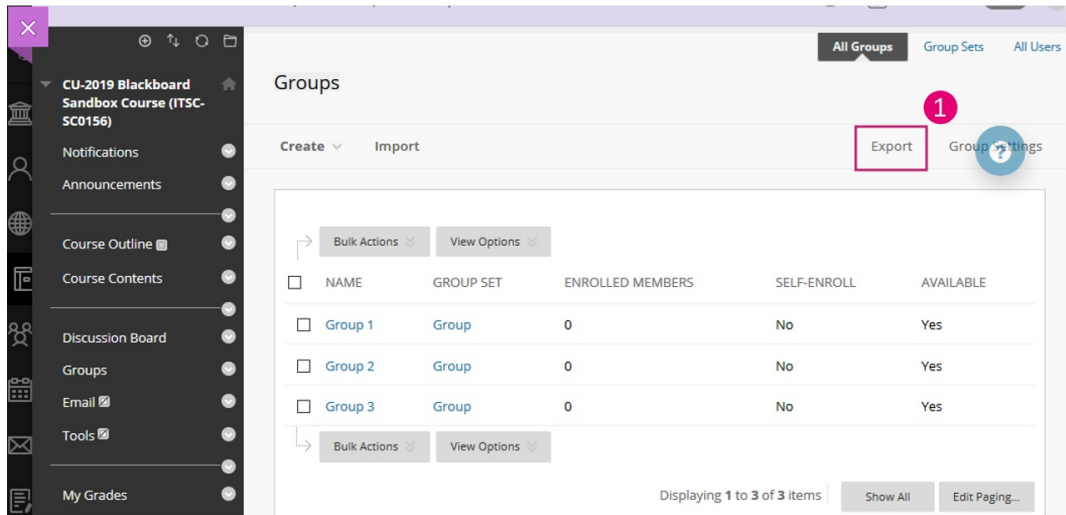 All Groups Group Sets All Users
CU-2019 Blackboard
Sandbox Course (ITSC-
SC0156)
Notifications
Announcements
Course Outline
Course Contents
Discussion Board
Groups
Email
Tools
My Grades
Groups
1
Create Import Export Group Settings
?
Bulk Actions View Options
NAME GROUP SET ENROLLED MEMBERS SELF-ENROLL AVAILABLE
Group 1 Group 0 No Yes
Group 2 Group 0 No Yes
Group 3 Group 0 No Yes
Bulk Actions View Options
Displaying 1 to 3 of 3 items Show All Edit Paging...